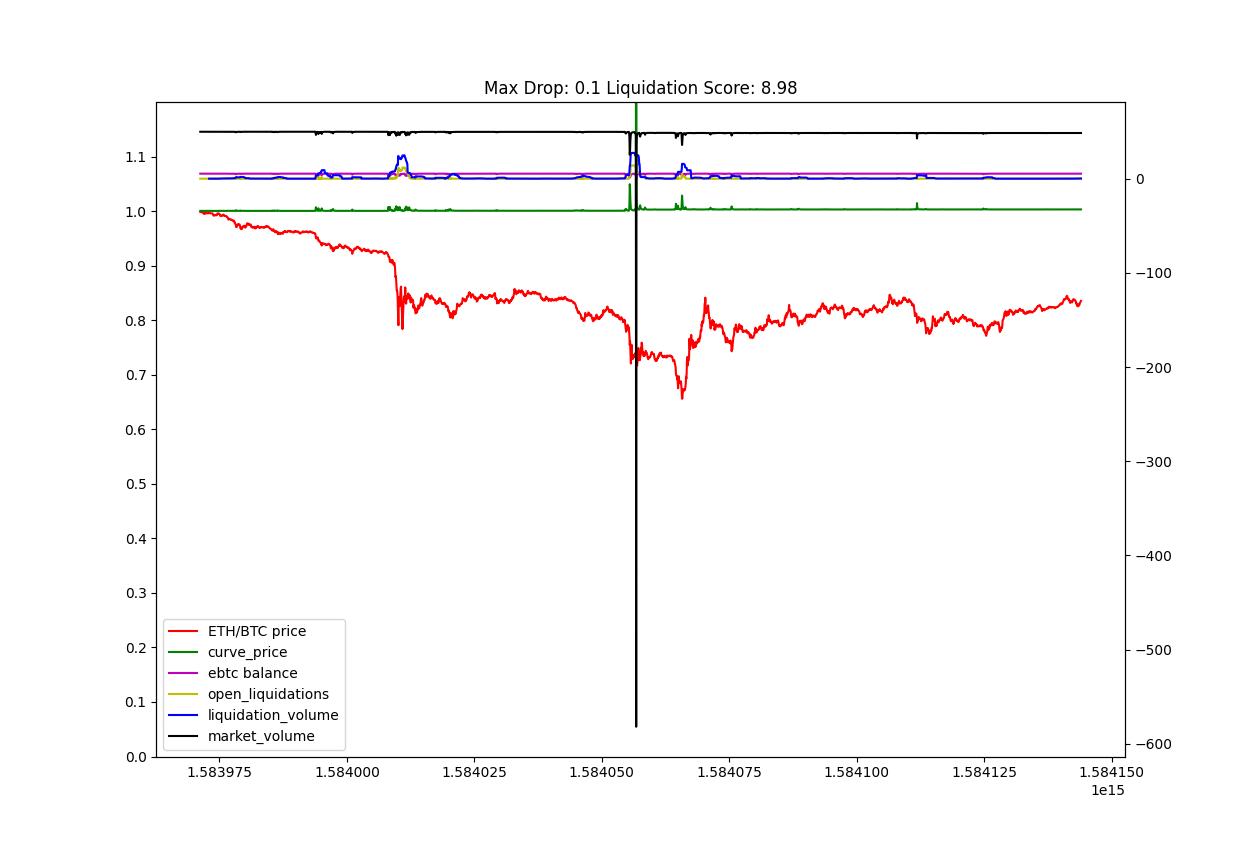 Max Drop: 0.1 Liquidation Score: 8.98
1.1
1.0
0.9
0.8
0.7
0.6
0.5
0.4
0.3
0.2
0.1
0.0
0
−100
−200
−300
−400
−500
−600
ETH/BTC price
curve_price
ebtc balance
open_liquidations
liquidation_volume
market_volume
1.583975 1.584000 1.584025 1.584050 1.584075 1.584100 1.584125 1.584150
1e15